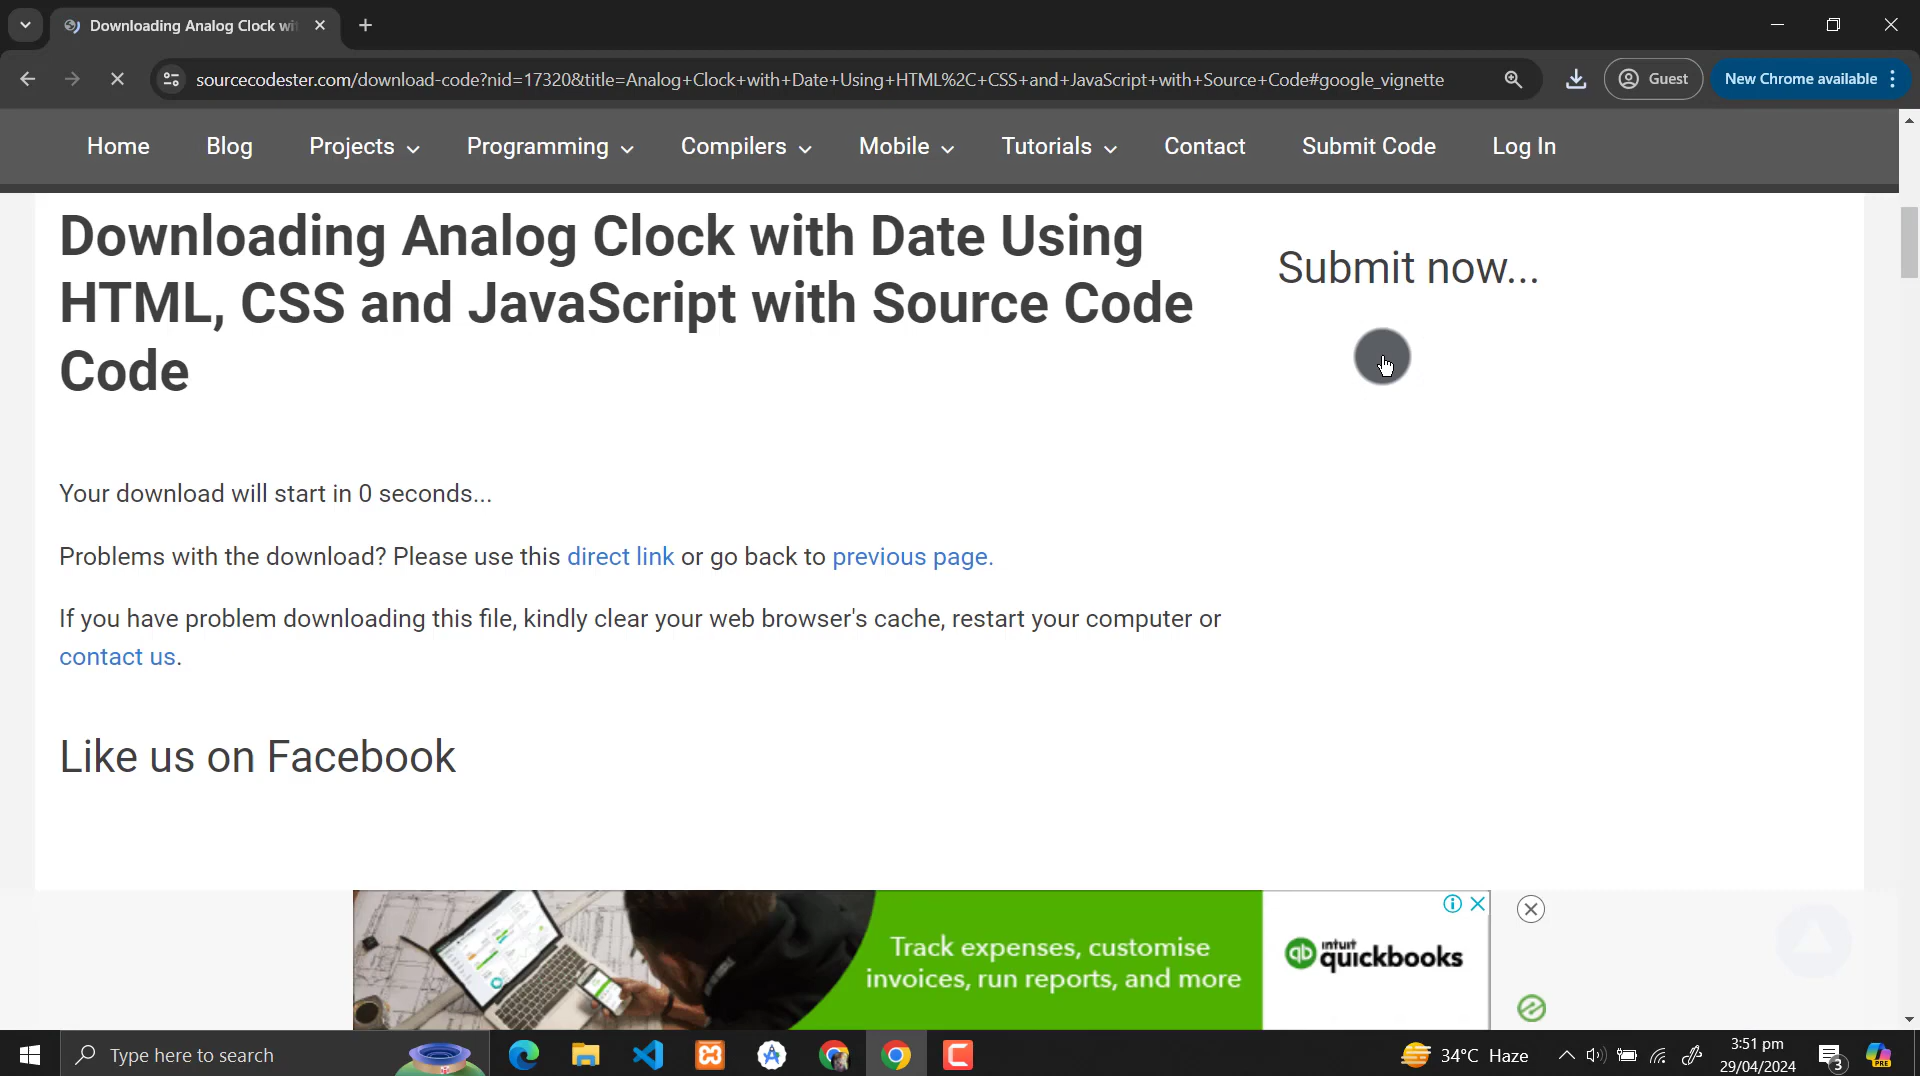 Downloading Analog Clock wi
sourcecodester.com/download-code?nid=17320&title=Analog+Clock+with+Date+Using+HTML%2C+CSS+and+JavaScript+with+Source+Code#google_vignette
Guest
New Chrome available
Home
Blog
Projects
Programming
Compilers
Mobile
Tutorials
Contact
Submit Code
Log In
Downloading Analog Clock with Date Using
HTML, CSS and JavaScript with Source Code
Code
Submit now...
Your download will start in 0 seconds...
Problems with the download? Please use this direct link or go back to previous page.
If you have problem downloading this file, kindly clear your web browser's cache, restart your computer or
contact us.
Like us on Facebook
Track expenses, customise
invoices, run reports, and more
intuit
quickbooks
Type here to search
34°C Haze
3:51 pm
29/04/2024
3
PRE